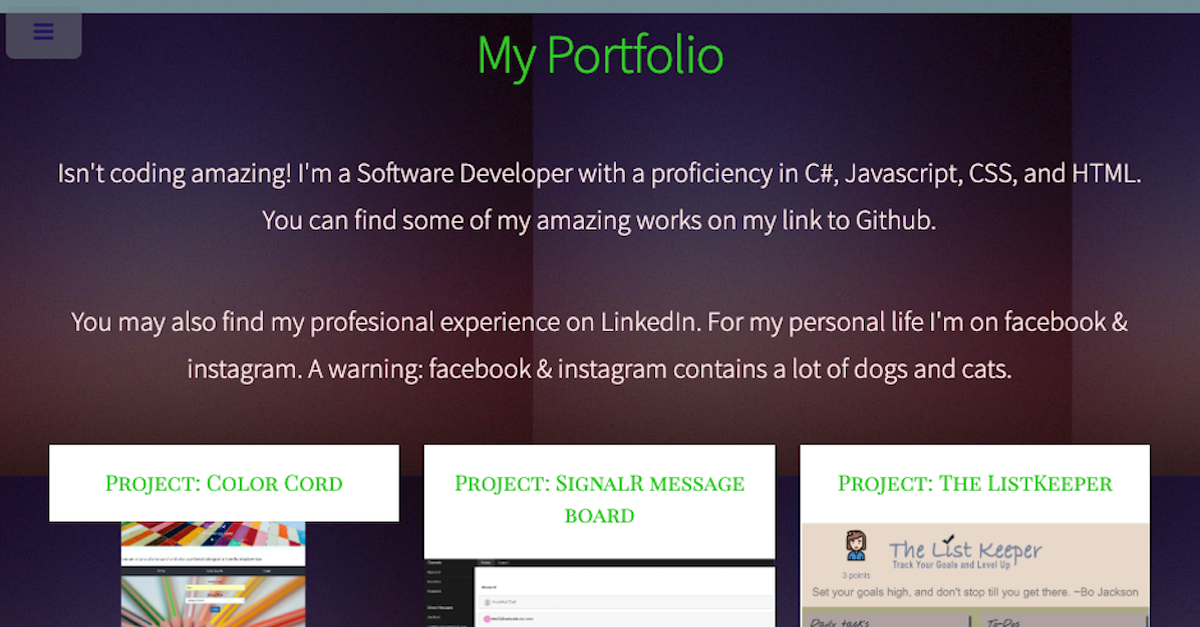 My Portfolio
Isn't coding amazing! I'm a Software Developer with a proficiency in C#, Javascript, CSS, and HTML.
You can find some of my amazing works on my link to Github.
You may also find my profesional experience on LinkedIn. For my personal life I'm on facebook &
instagram. A warning: facebook & instagram contains a lot of dogs and cats.
Project: Color Cord
Project: SignalR message
board
Project: The ListKeeper
The List Keeper
Track Your Goals and Level Up
3 points
Set your goals high, and don't stop till you get there. ~Bo Jackson
Daily tasks
To-Dos